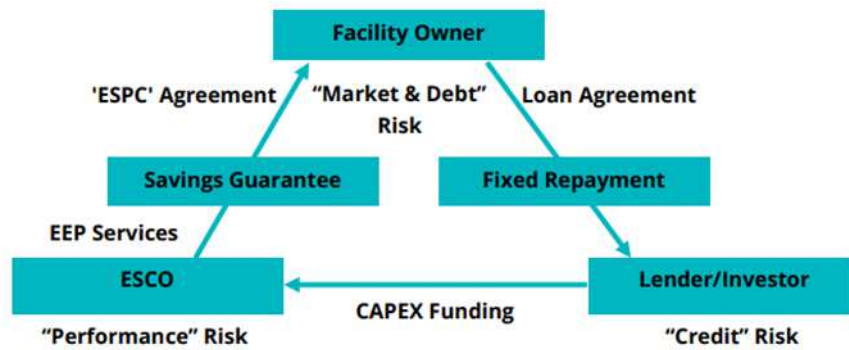 Facility Owner
'ESPC' Agreement
“Market & Debt”
Risk
Loan Agreement
Savings Guarantee
Fixed Repayment
EEP Services
ESCO
Lender/Investor
CAPEX Funding
“Performance” Risk
“Credit” Risk